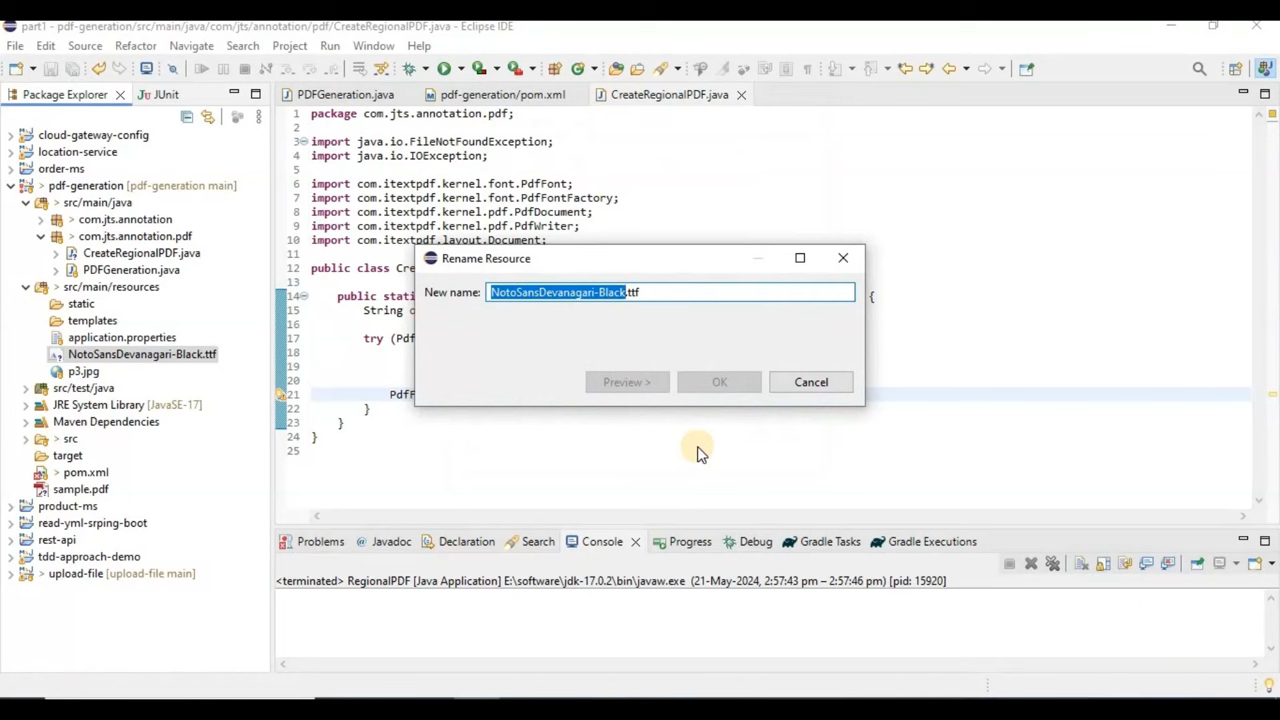 part1 - pdf-generation/src/main/java/com/jts/annotation/pdf/CreateRegionalPDF.java - Eclipse IDE
File Edit Source Refactor Navigate Search Project Run Window Help
Package Explorer JUnit
PDFGeneration.java pdf-generation/pom.xml CreateRegionalPDF.java
cloud-gateway-config
location-service
order-ms
> pdf-generation [pdf-generation main]
> src/main/java
> com.jts.annotation
> com.jts.annotation.pdf
CreateRegionalPDF.java
> PDFGeneration.java
> src/main/resources
static
templates
application.properties
NotoSansDevanagari-Black.ttf
p3.jpg
src/test/java
JRE System Library [JavaSE-17]
Maven Dependencies
> src
target
> pom.xml
sample.pdf
product-ms
read-yml-srping-boot
rest-api
tdd-approach-demo
> upload-file [upload-file main]
1 package com.jts.annotation.pdf;
2
3 import java.io.FileNotFoundException;
4 import java.io.IOException;
5
6 import com.itextpdf.kernel.font.PdfFont;
7 import com.itextpdf.kernel.font.PdfFontFactory;
8 import com.itextpdf.kernel.pdf.PdfDocument;
9 import com.itextpdf.kernel.pdf.PdfWriter;
10 import com.itextpdf.layout.Document;
11
12 public class Cre
13
14 public stat {
15 String o
16
17 try (Pdf
18
19
20
21 PdfF
22 }
23 }
24 }
25
Rename Resource
New name: NotoSansDevanagari-Black.ttf
Preview > OK Cancel
Problems Javadoc Declaration Search Console Progress Debug Gradle Tasks Gradle Executions
<terminated> RegionalPDF [Java Application] E:\software\jdk-17.0.2\bin\javaw.exe (21-May-2024, 2:57:43 pm – 2:57:46 pm) [pid: 15920]